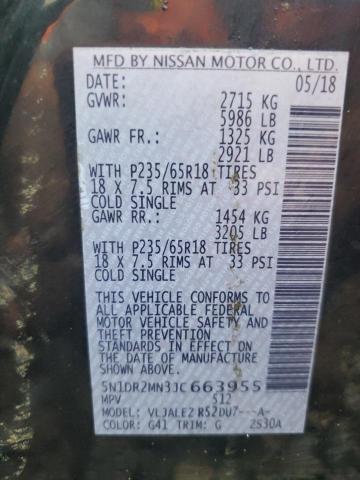 MFD BY NISSAN MOTOR CO., LTD.
DATE: 05/18
GVWR: 2715 KG
5986 LB
GAWR FR.: 1325 KG
2921 LB
WITH P235/65R18 TIRES
18 X 7.5 RIMS AT 33 PSI
COLD SINGLE
GAWR RR.: 1454 KG
3205 LB
WITH P235/65R18 TIRES
18 X 7.5 RIMS AT 33 PSI
COLD SINGLE
THIS VEHICLE CONFORMS TO
ALL APPLICABLE FEDERAL
MOTOR VEHICLE SAFETY AND
THEFT PREVENTION
STANDARDS IN EFFECT ON
THE DATE OF MANUFACTURE
SHOWN ABOVE.
5N1DR2MN3JC663955
MPV 512
MODEL: VLJALE2 R52DU7---A-
COLOR: G41 TRIM: G 2530A